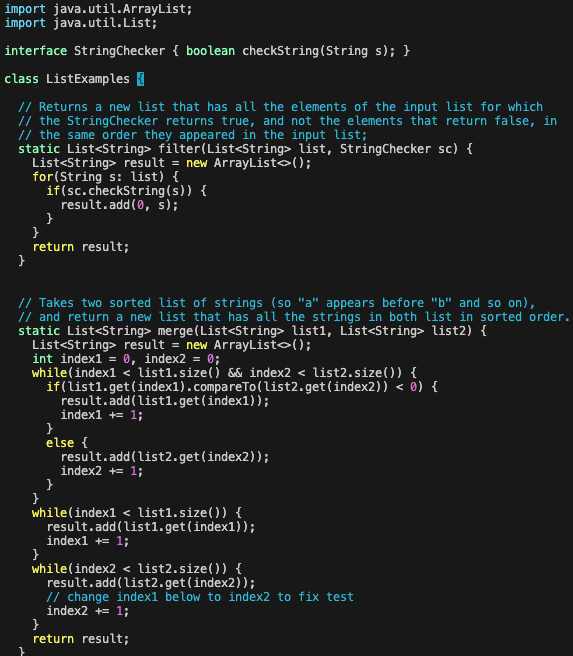 import java.util.ArrayList;
import java.util.List;

interface StringChecker { boolean checkString(String s); }

class ListExamples {

  // Returns a new list that has all the elements of the input list for which
  // the StringChecker returns true, and not the elements that return false, in
  // the same order they appeared in the input list;
  static List<String> filter(List<String> list, StringChecker sc) {
    List<String> result = new ArrayList<>();
    for(String s: list) {
      if(sc.checkString(s)) {
        result.add(0, s);
      }
    }
    return result;
  }


  // Takes two sorted list of strings (so "a" appears before "b" and so on),
  // and return a new list that has all the strings in both list in sorted order.
  static List<String> merge(List<String> list1, List<String> list2) {
    List<String> result = new ArrayList<>();
    int index1 = 0, index2 = 0;
    while(index1 < list1.size() && index2 < list2.size()) {
      if(list1.get(index1).compareTo(list2.get(index2)) < 0) {
        result.add(list1.get(index1));
        index1 += 1;
      }
      else {
        result.add(list2.get(index2));
        index2 += 1;
      }
    }
    while(index1 < list1.size()) {
      result.add(list1.get(index1));
      index1 += 1;
    }
    while(index2 < list2.size()) {
      result.add(list2.get(index2));
      // change index1 below to index2 to fix test
      index2 += 1;
    }
    return result;
  }